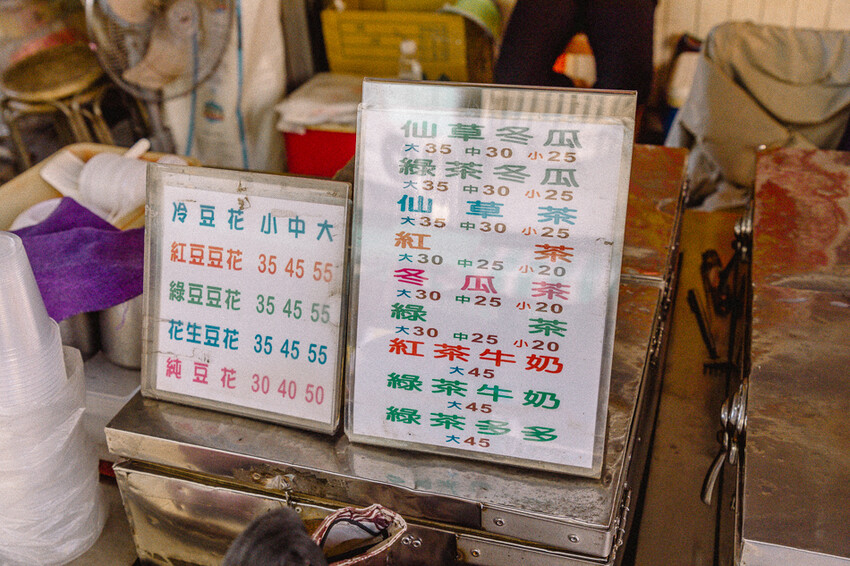 冷豆花 小 中 大
紅豆豆花 35 45 55
綠豆豆花 35 45 55
花生豆花 35 45 55
純豆花 30 40 50
仙草冬瓜
大35 中30 小25
綠茶冬瓜
大35 中30 小25
仙草茶
大35 中30 小25
紅茶
大30 中25 小20
冬瓜茶
大30 中25 小20
綠茶
大30 中25 小20
紅茶牛奶
大45
綠茶牛奶
大45
綠茶多多
大45